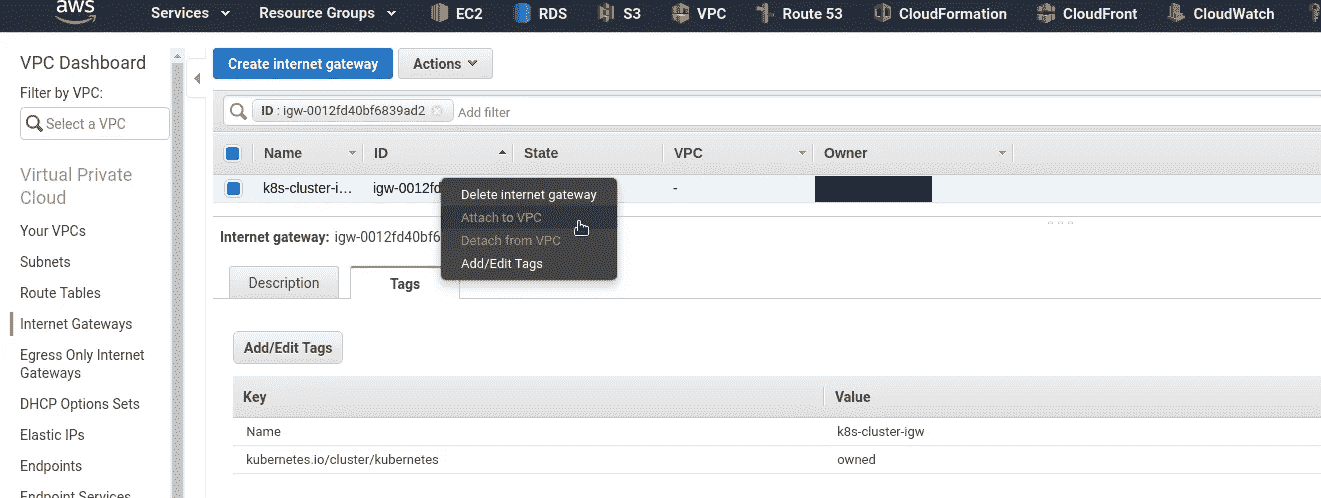 aws Services Resource Groups EC2 RDS S3 VPC Route 53 CloudFormation CloudFront CloudWatch
VPC Dashboard
Filter by VPC:
Select a VPC
Virtual Private
Cloud
Your VPCs
Subnets
Route Tables
Internet Gateways
Egress Only Internet
Gateways
DHCP Options Sets
Elastic IPs
Endpoints
Endpoint Services
Create internet gateway Actions
ID : igw-0012fd40bf6839ad2 Add filter
Name ID State VPC Owner
k8s-cluster-i... igw-0012fd -
Delete internet gateway
Attach to VPC
Detach from VPC
Add/Edit Tags
Internet gateway: igw-0012fd40bf6
Description Tags
Add/Edit Tags
Key Value
Name k8s-cluster-igw
kubernetes.io/cluster/kubernetes owned